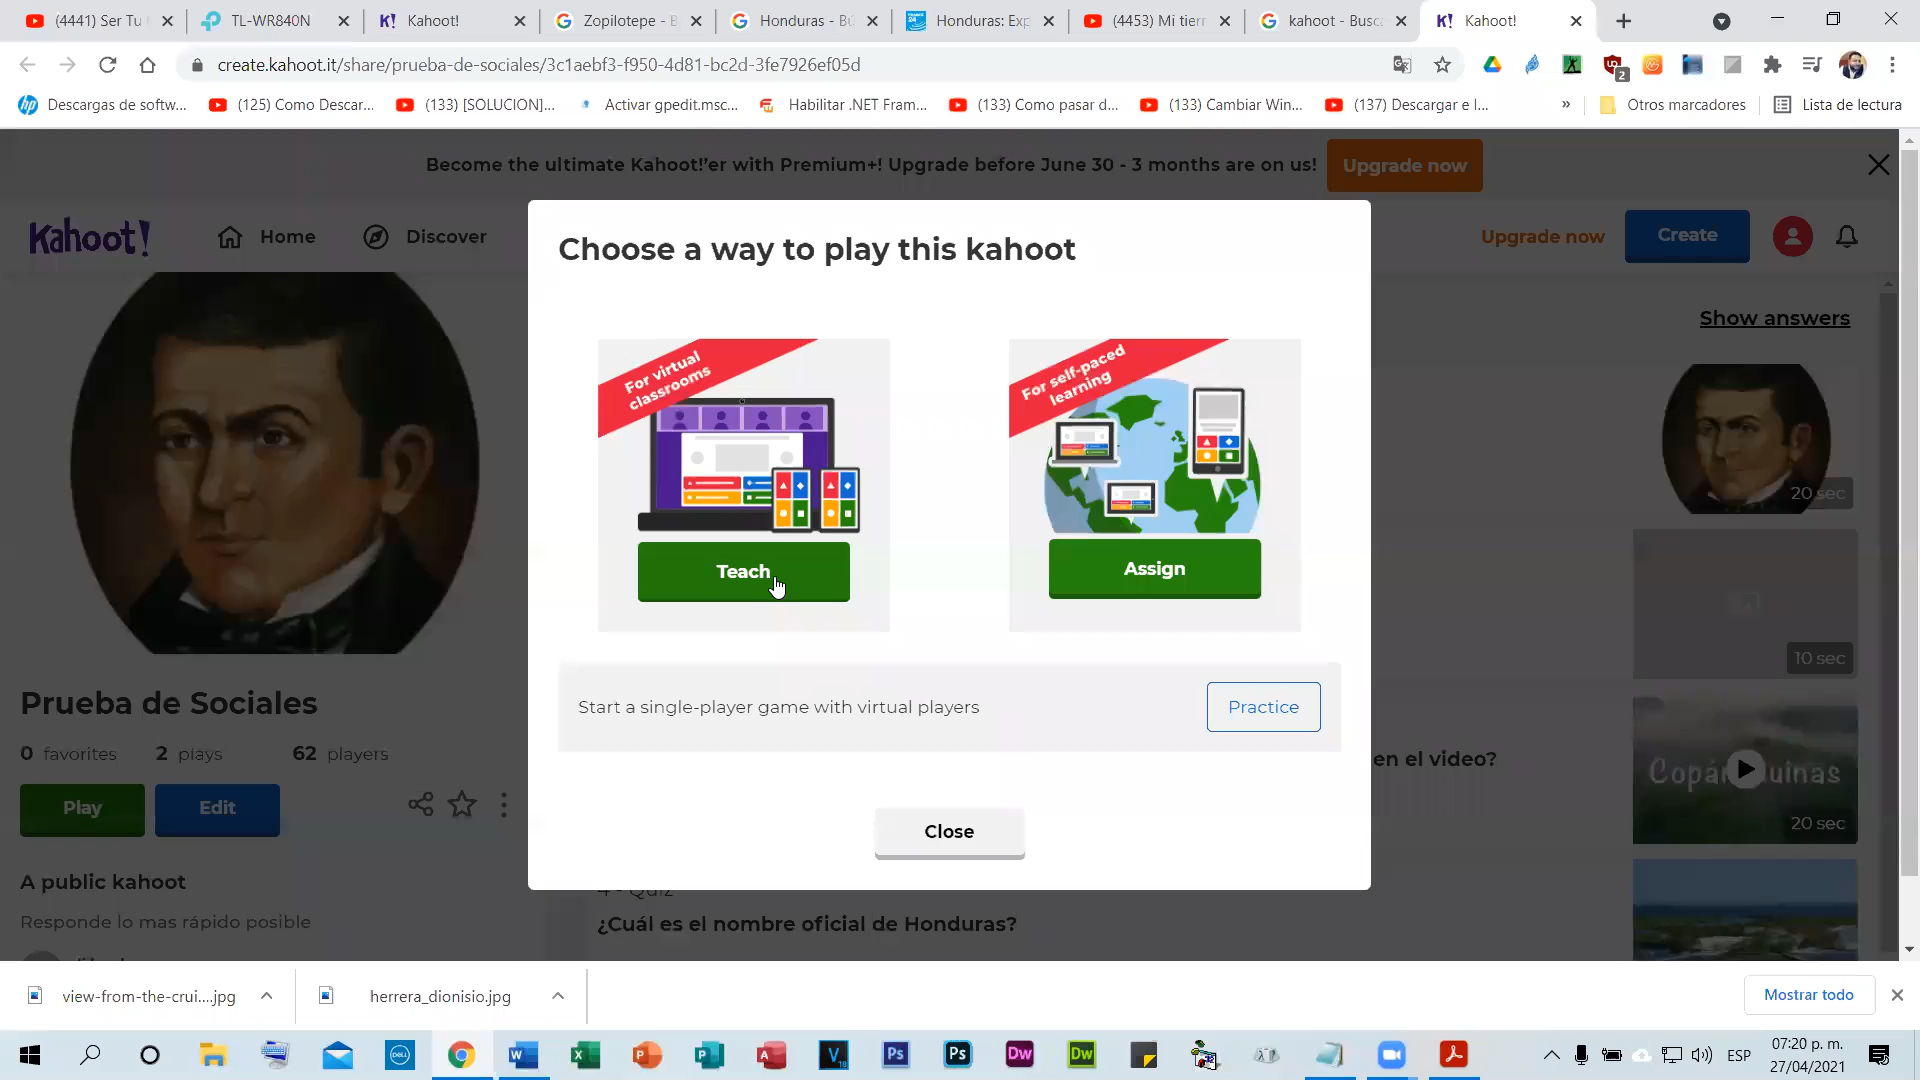 (4441) Ser Tu
TL-WR840N
Kahoot!
Zopilotepe - B
Honduras - Bú
Honduras: Exp
(4453) Mi tierr
kahoot - Busc
Kahoot!
create.kahoot.it/share/prueba-de-sociales/3c1aebf3-f950-4d81-bc2d-3fe7926ef05d
Descargas de softw...
(125) Como Descar...
(133) [SOLUCION]...
Activar gpedit.msc...
Habilitar .NET Fram...
(133) Como pasar d...
(133) Cambiar Win...
(137) Descargar e I...
»
Otros marcadores
Lista de lectura
Become the ultimate Kahoot!'er with Premium+! Upgrade before June 30 - 3 months are on us!
Upgrade now
Kahoot!
Home
Discover
Upgrade now
Create
Choose a way to play this kahoot
Show answers
For virtual
classrooms
For self-paced
learning
20 sec
Teach
Assign
10 sec
Start a single-player game with virtual players
Practice
Prueba de Sociales
0 favorites
2 plays
62 players
en el video?
Copán Ruinas
Play
Edit
20 sec
Close
A public kahoot
4 - Quiz
Responde lo mas rápido posible
¿Cuál es el nombre oficial de Honduras?
view-from-the-crui....jpg
herrera_dionisio.jpg
Mostrar todo
ESP
07:20 p. m.
27/04/2021